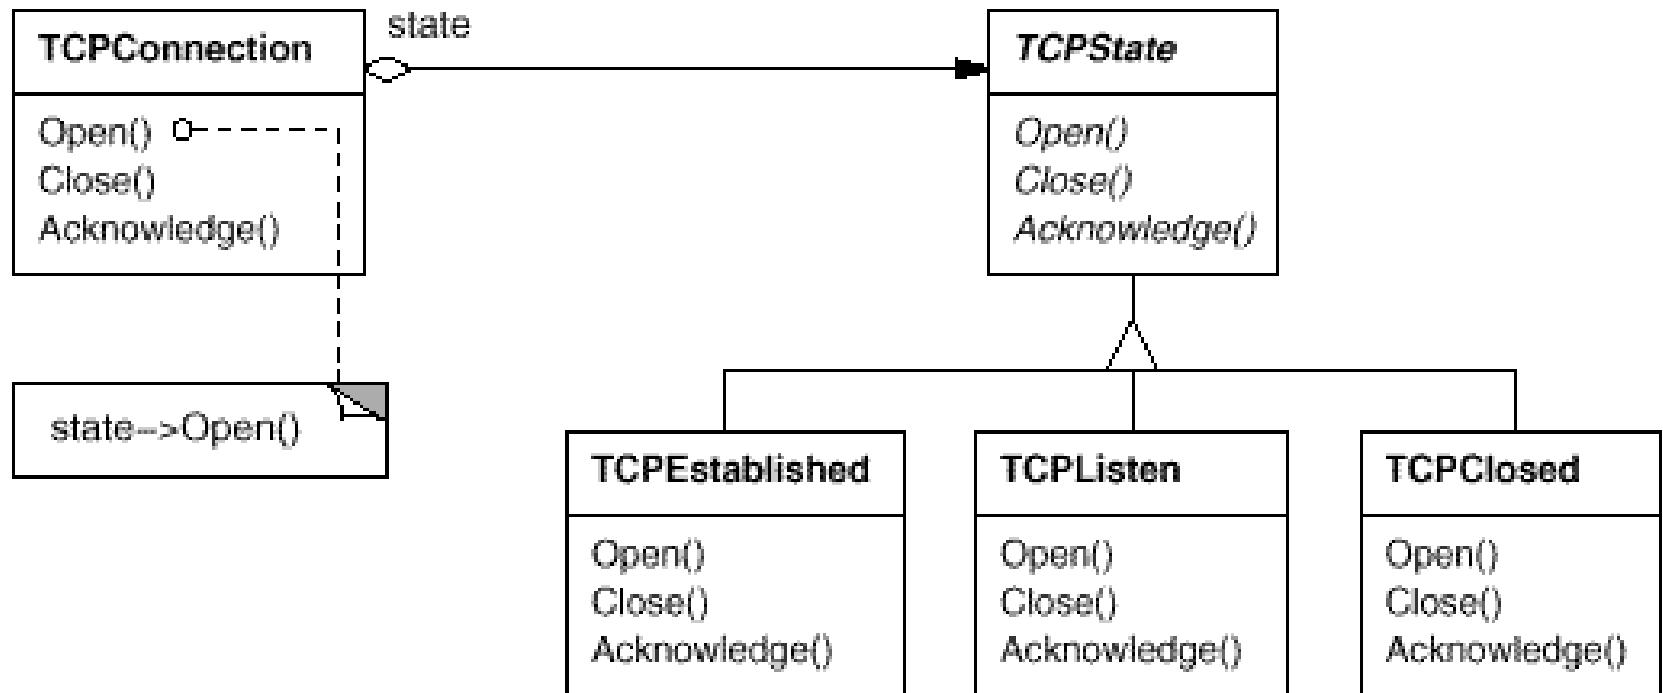 TCPConnection
Open()
Close()
Acknowledge()
state
TCPState
Open()
Close()
Acknowledge()
state-->Open()
TCPEstablished
Open()
Close()
Acknowledge()
TCPListen
Open()
Close()
Acknowledge()
TCPClosed
Open()
Close()
Acknowledge()